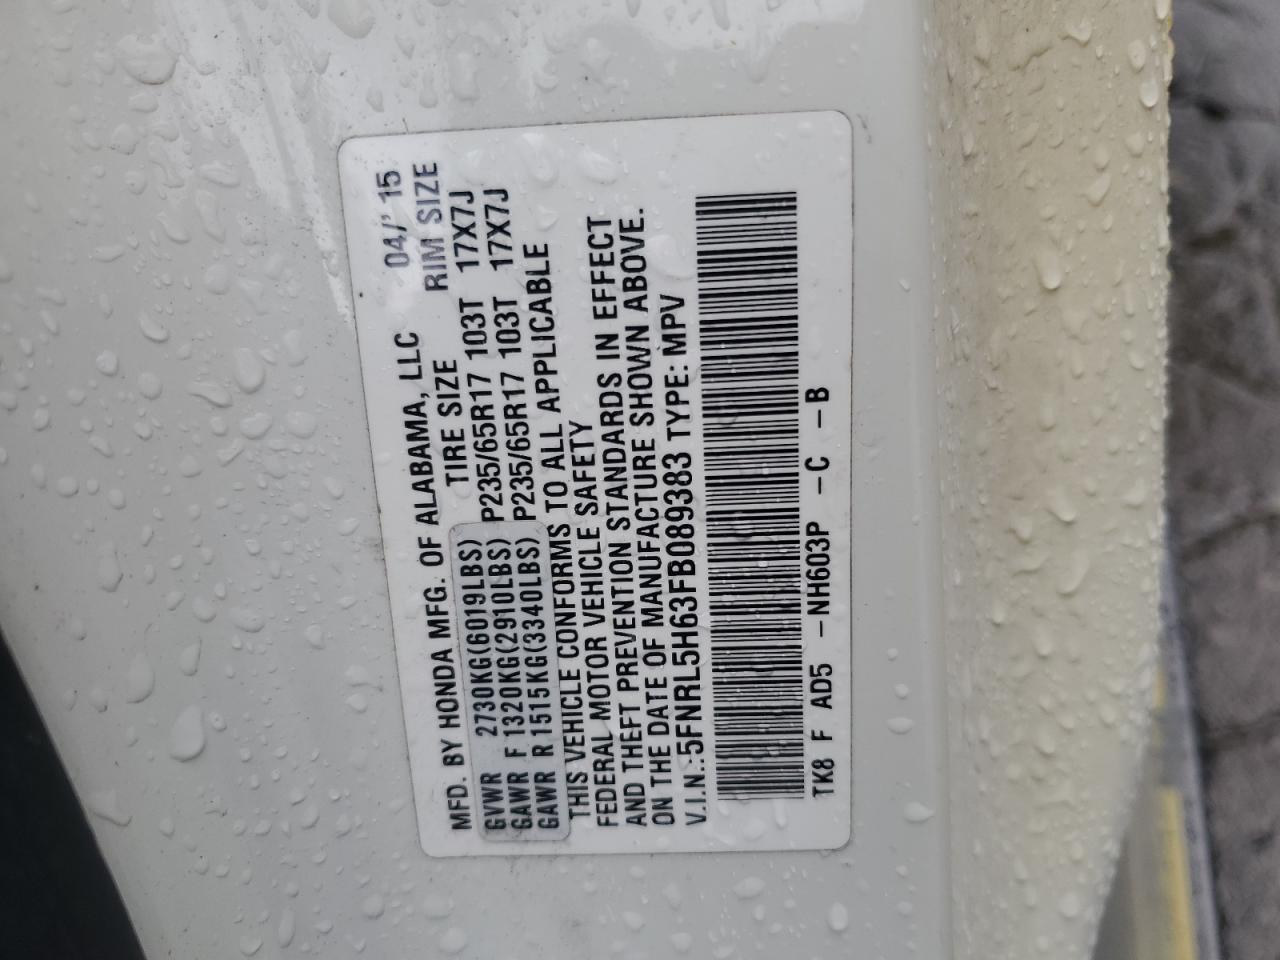 MFD. BY HONDA MFG. OF ALABAMA, LLC 04/'15
TIRE SIZE RIM SIZE
GVWR 2730KG(6019LBS)
GAWR F 1320KG(2910LBS) P235/65R17 103T 17X7J
GAWR R 1515KG(3340LBS) P235/65R17 103T 17X7J
THIS VEHICLE CONFORMS TO ALL APPLICABLE
FEDERAL MOTOR VEHICLE SAFETY
AND THEFT PREVENTION STANDARDS IN EFFECT
ON THE DATE OF MANUFACTURE SHOWN ABOVE.
V.I.N.:5FNRL5H63FB089383 TYPE: MPV
TK8 F AD5 -NH603P -C -B